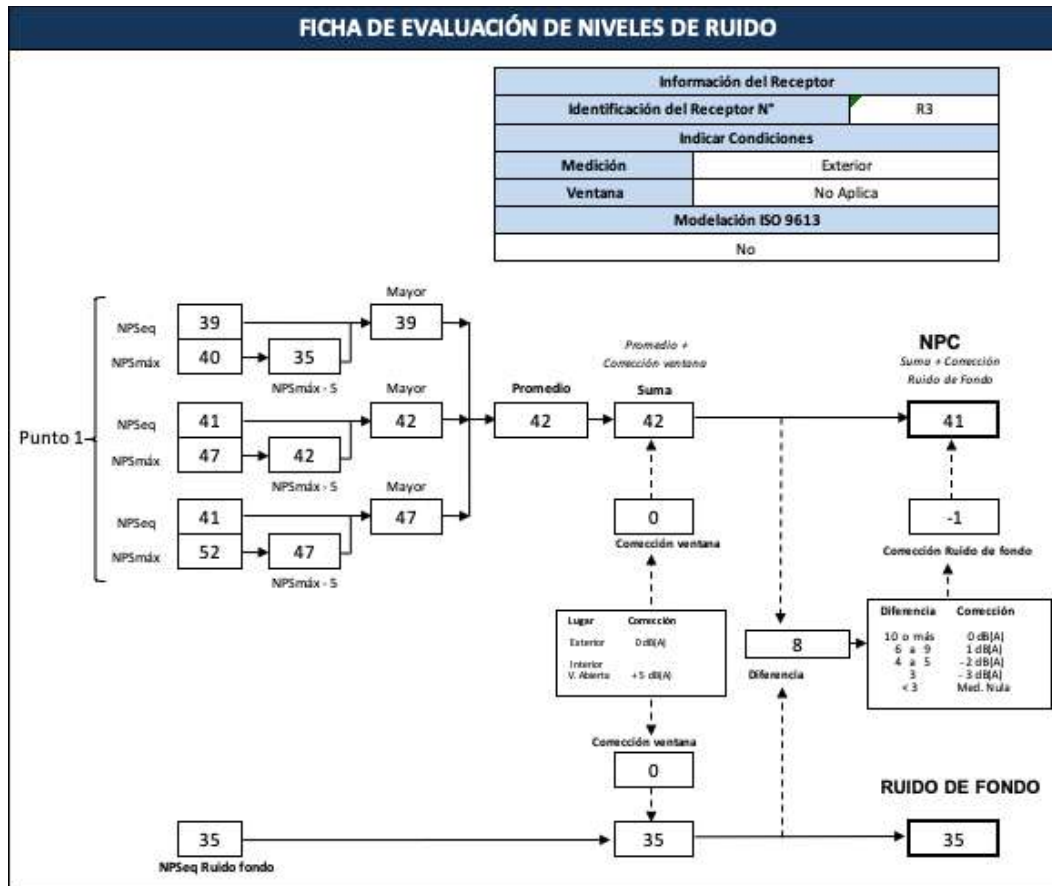 FICHA DE EVALUACIÓN DE NIVELES DE RUIDO
Información del Receptor
Identificación del Receptor N° R3
Indicar Condiciones
Medición Exterior
Ventana No Aplica
Modelación ISO 9613
No
Punto 1
Mayor
NPSeq 39 39
NPSmáx 40 35
NPSmáx - 5
Mayor
NPSeq 41 42
NPSmáx 47 42
NPSmáx - 5
Mayor
NPSeq 41 47
NPSmáx 52 47
NPSmáx - 5
Promedio
42
Promedio +
Corrección ventana
Suma
42
NPC
Suma + Corrección
Ruido de Fondo
41
0
Corrección ventana
-1
Corrección Ruido de fondo
Lugar Corrección
Exterior 0 dB(A)
Interior
V. Abierta +5 dB(A)
8
Diferencia
Diferencia Corrección
10 o más 0 dB(A)
6 a 9 1 dB(A)
4 a 5 - 2 dB(A)
3 - 3 dB(A)
< 3 Med. Nula
Corrección ventana
0
RUIDO DE FONDO
35 35 35
NPSeq Ruido fondo